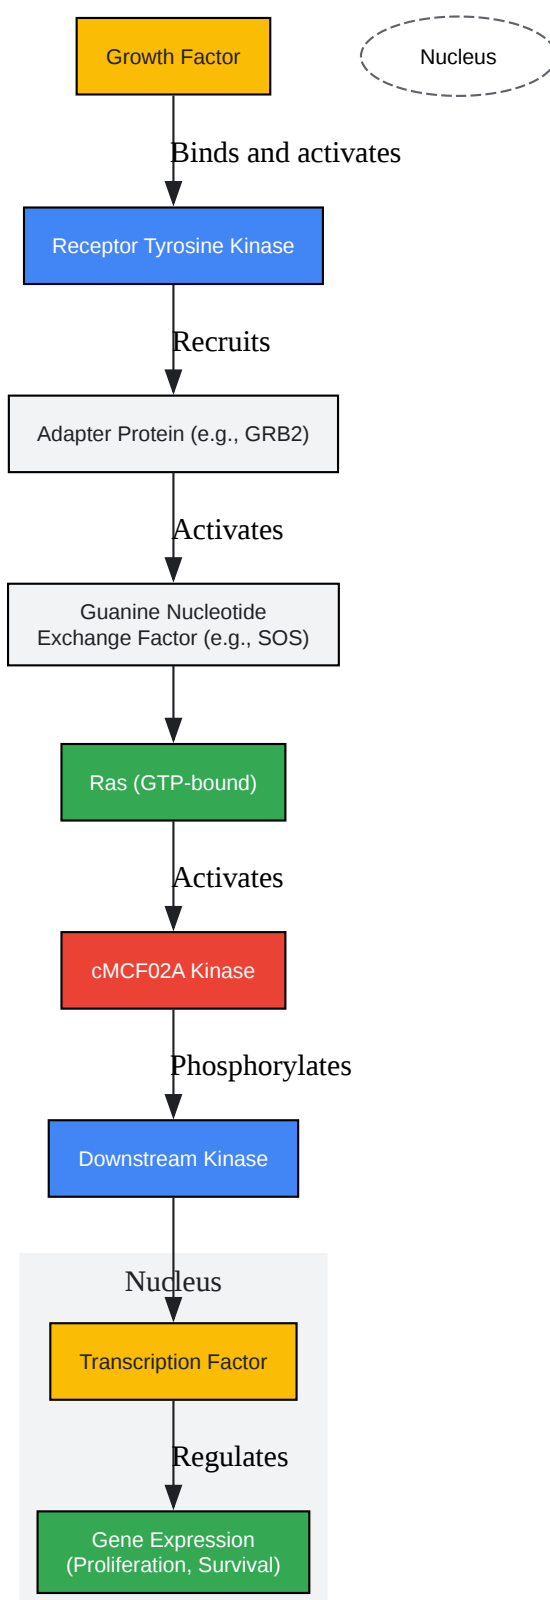 Growth Factor
Nucleus
Binds and activates
Receptor Tyrosine Kinase
Recruits
Adapter Protein (e.g., GRB2)
Activates
Guanine Nucleotide
Exchange Factor (e.g., SOS)
Ras (GTP-bound)
Activates
cMCF02A Kinase
Phosphorylates
Downstream Kinase
Nucleus
Transcription Factor
Regulates
Gene Expression
(Proliferation, Survival)